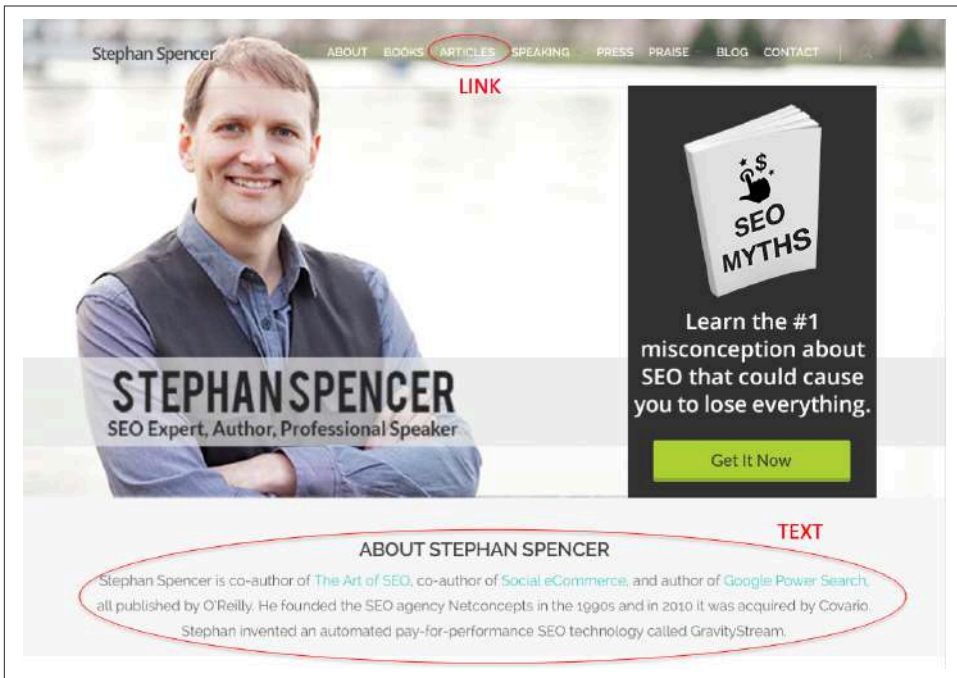 Stephan Spencer
ABOUT BOOKS ARTICLES SPEAKING PRESS PRAISE BLOG CONTACT
LINK
SEO
MYTHS
Learn the #1
misconception about
SEO that could cause
you to lose everything.
Get It Now
STEPHAN SPENCER
SEO Expert, Author, Professional Speaker
TEXT
ABOUT STEPHAN SPENCER
Stephan Spencer is co-author of The Art of SEO, co-author of Social eCommerce, and author of Google Power Search,
all published by O'Reilly. He founded the SEO agency Netconcepts in the 1990s and in 2010 it was acquired by Covario.
Stephan invented an automated pay-for-performance SEO technology called GravityStream.